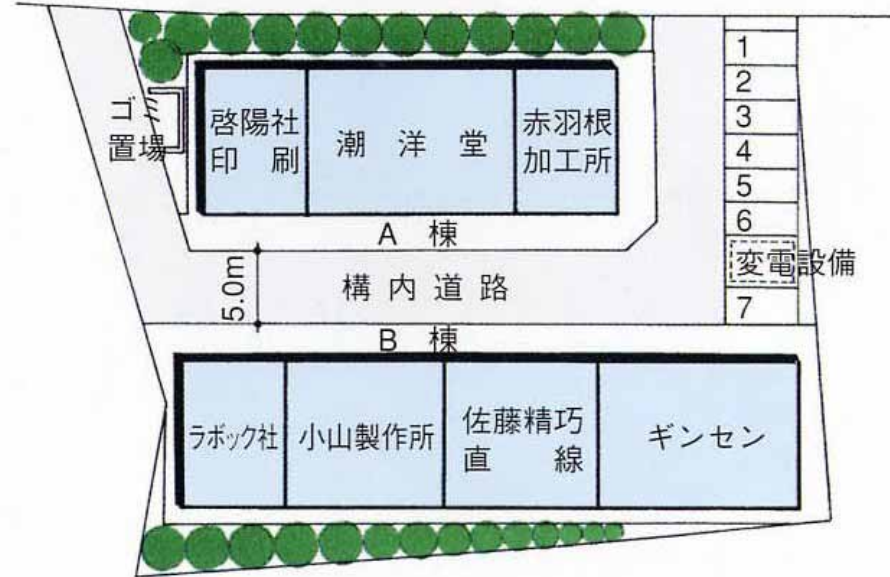 1
2
3
4
5
6
変電設備
7
ゴミ
置場
啓陽社
印刷
潮洋堂
赤羽根
加工所
A 棟
5.0m
構内道路
B 棟
ラボック社
小山製作所
佐藤精巧
直線
ギンセン